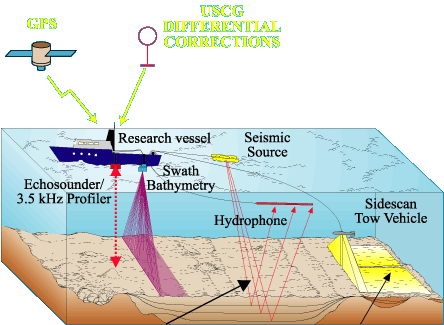 GPS
USCG
DIFFERENTIAL
CORRECTIONS
Research vessel
Seismic
Source
Swath
Bathymetry
Echosounder/
3.5 kHz Profiler
Hydrophone
Sidescan
Tow Vehicle